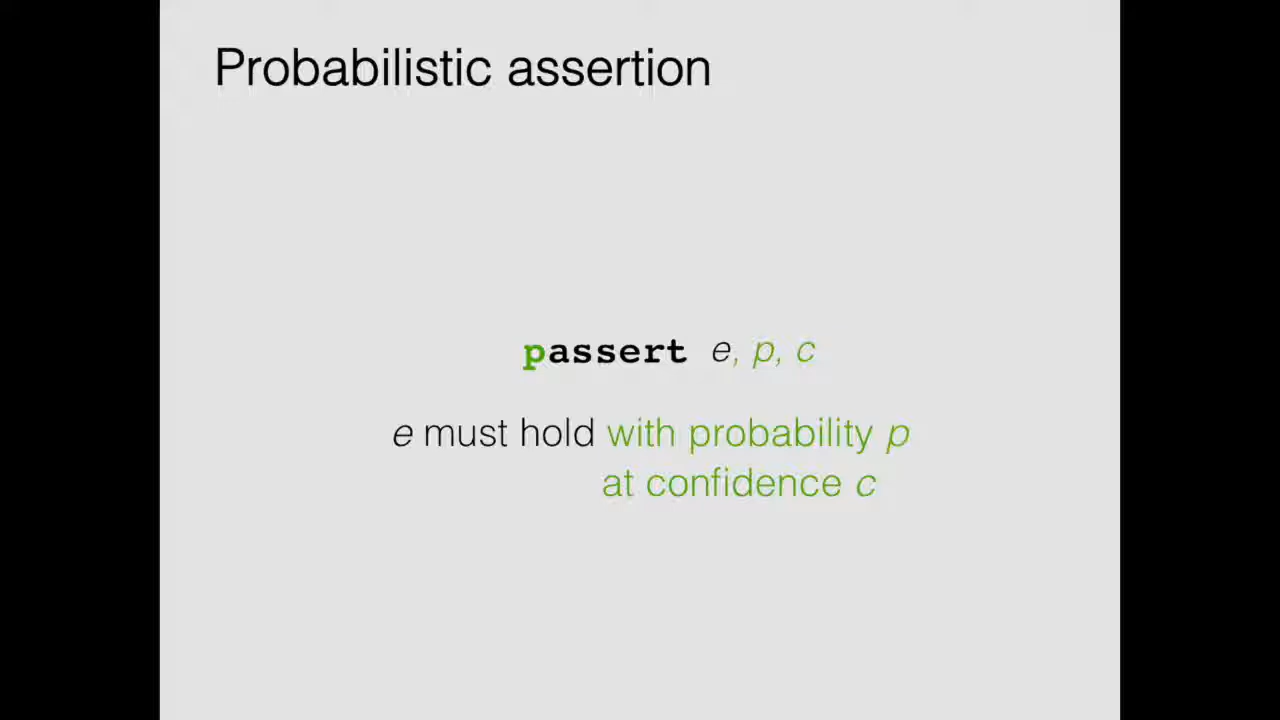 Probabilistic assertion
passert e, p, c
e must hold with probability p
at confidence c